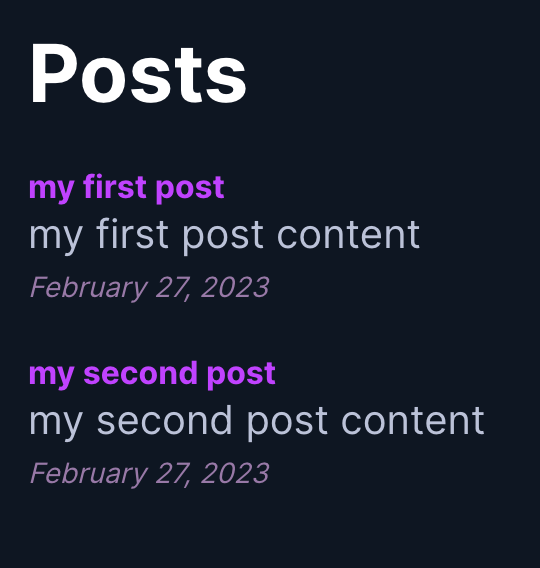 Posts
my first post
my first post content
February 27, 2023
my second post
my second post content
February 27, 2023